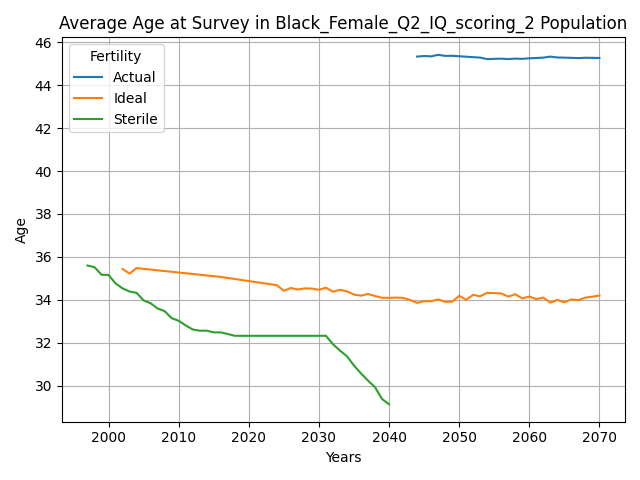 Average Age at Survey in Black_Female_Q2_IQ_scoring_2 Population
Fertility
Actual
Ideal
Sterile
46
44
42
40
38
36
34
32
30
Age
2000
2010
2020
2030
2040
2050
2060
2070
Years